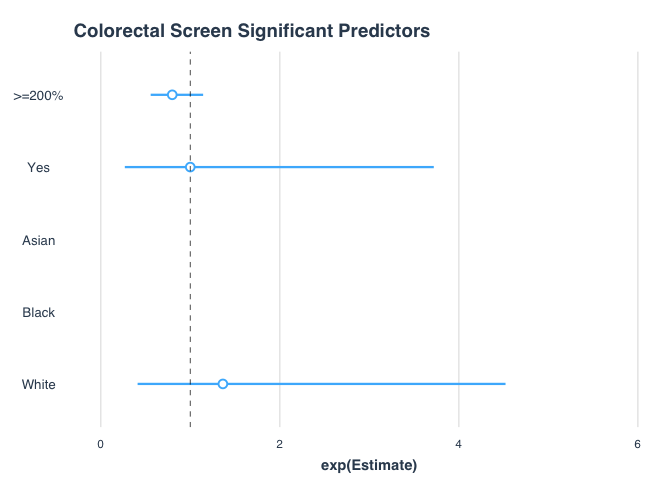 Colorectal Screen Significant Predictors
>=200%
Yes
Asian
Black
White
0 2 4 6
exp(Estimate)